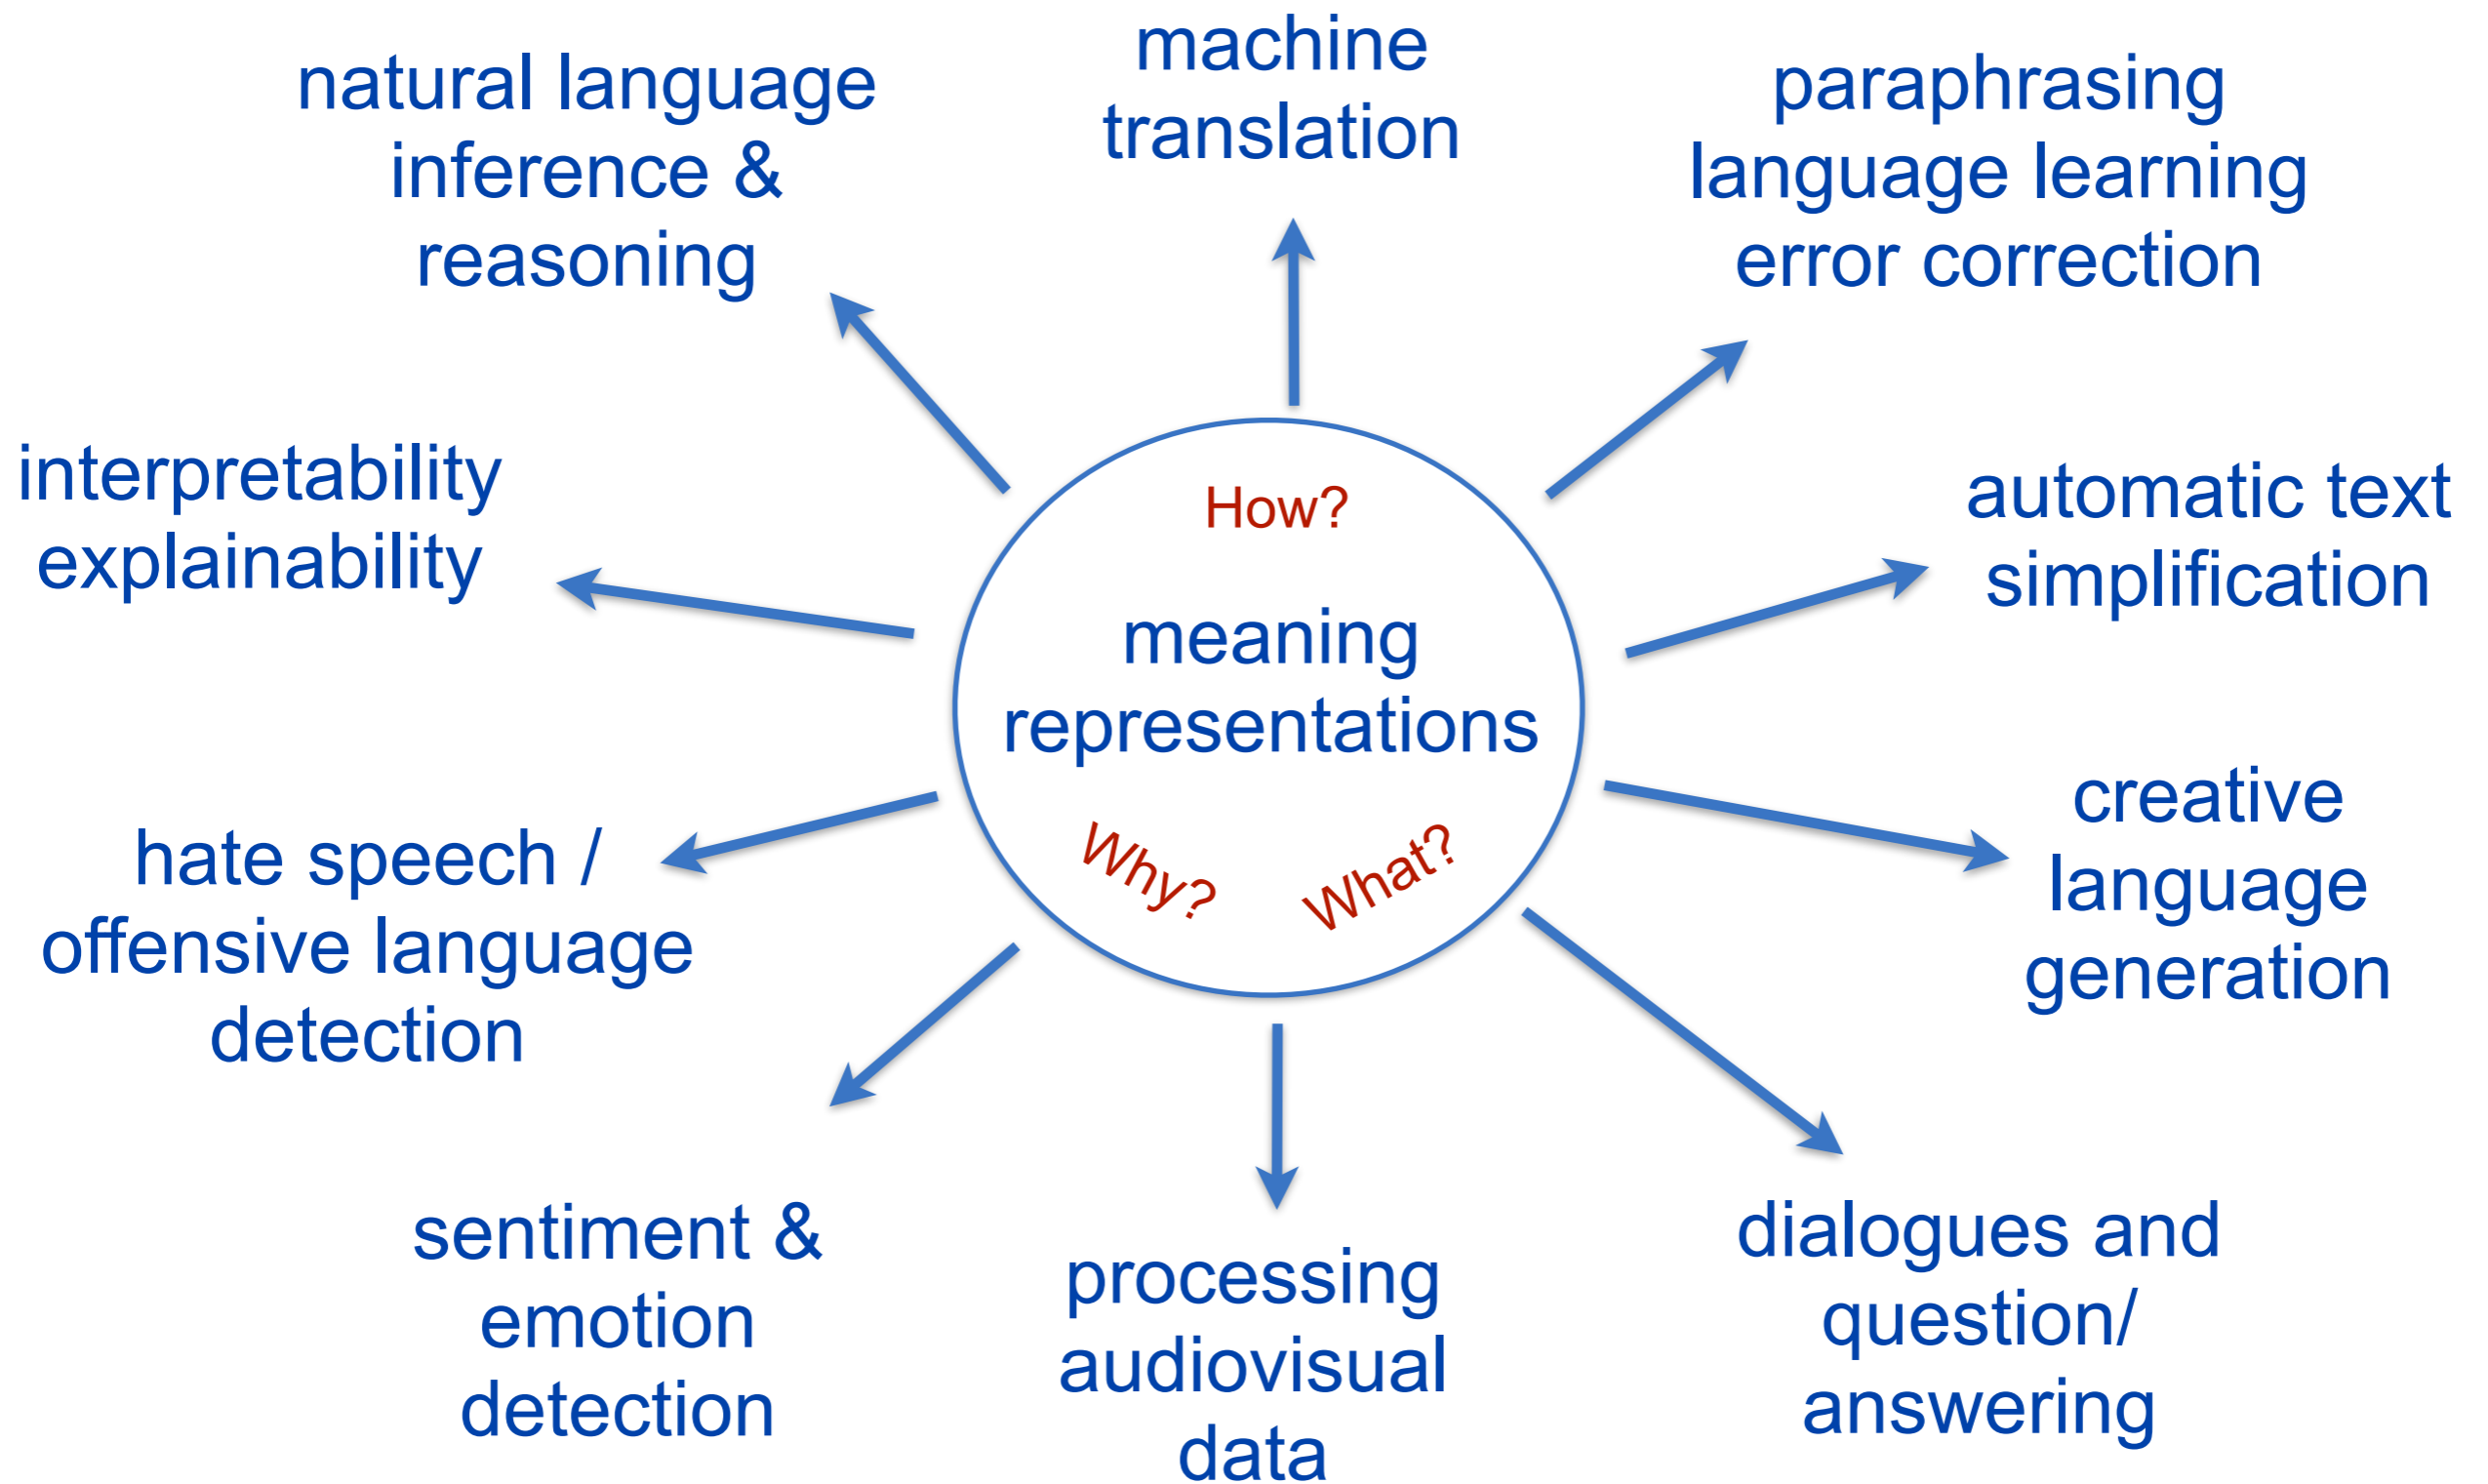 machine
translation
natural language
inference &
reasoning
paraphrasing
language learning
error correction
interpretability
explainability
How?
meaning
representations
Why?
What?
automatic text
simplification
hate speech /
offensive language
detection
creative
language
generation
sentiment &
emotion
detection
processing
audiovisual
data
dialogues and
question/
answering